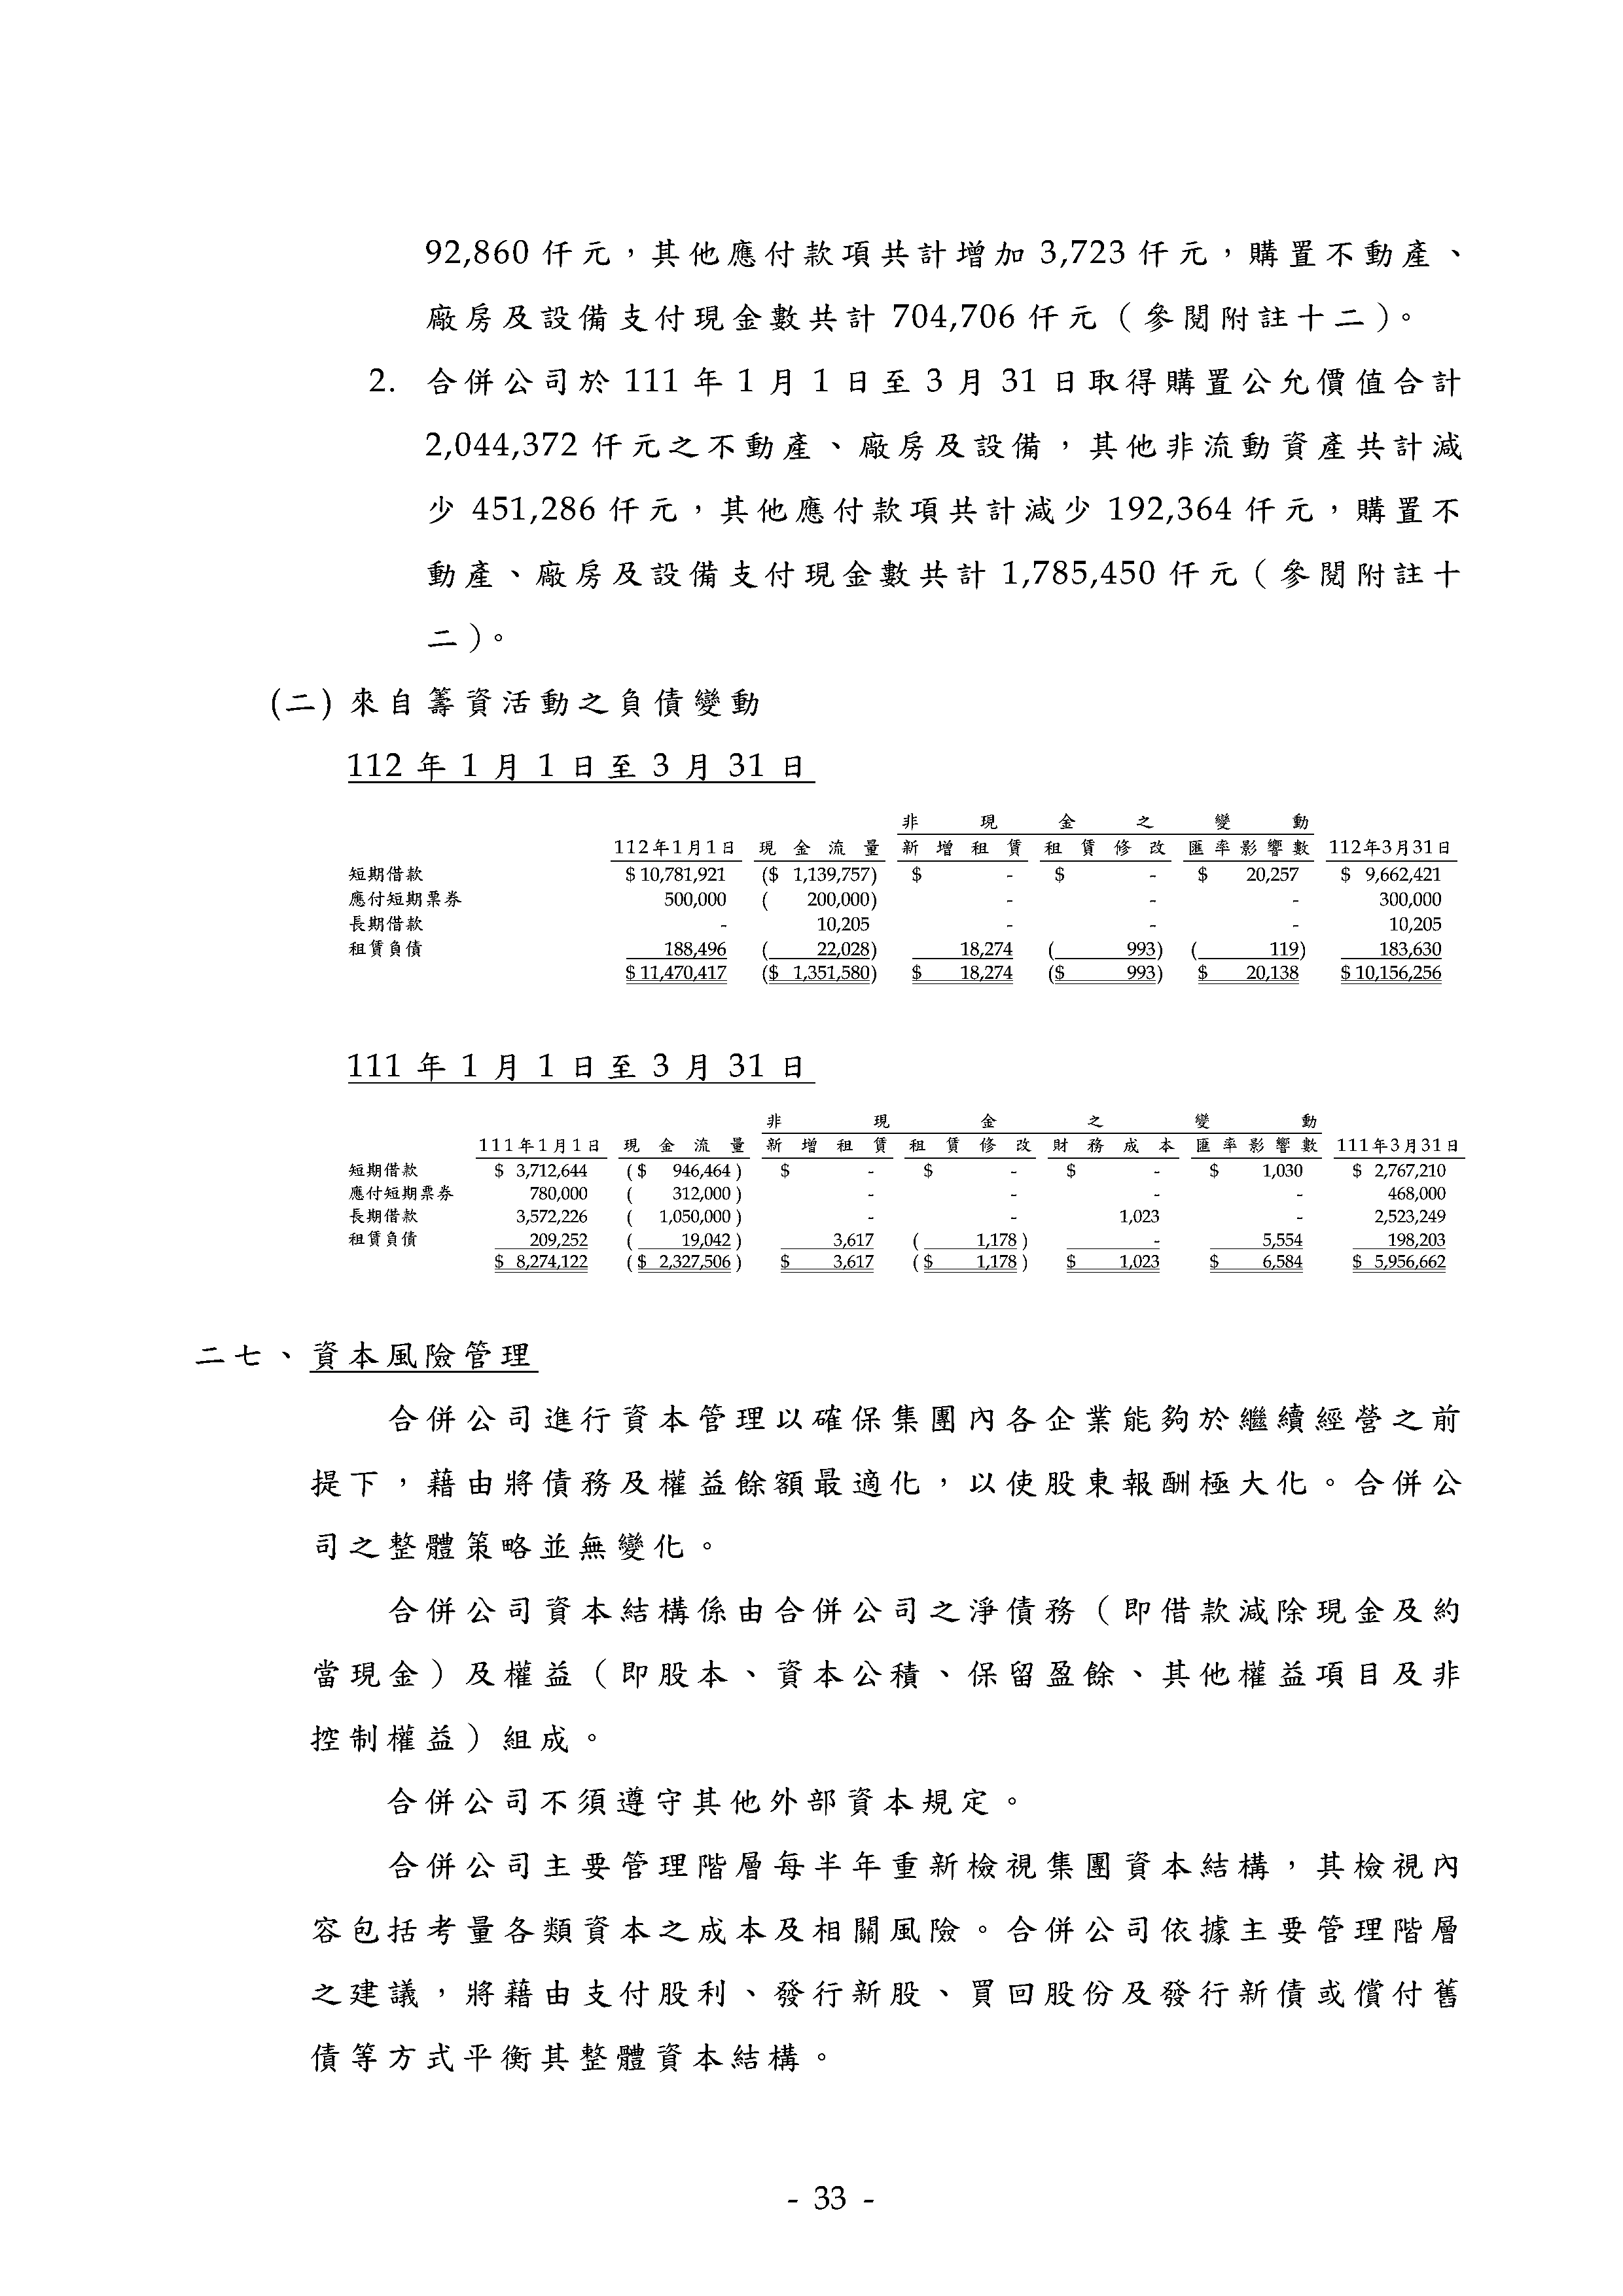 92,860 仟元，其他應付款項共計增加 3,723 仟元，購置不動產、
廠房及設備支付現金數共計 704,706 仟元（參閱附註十二）。
2. 合併公司於 111 年 1 月 1 日至 3 月 31 日取得購置公允價值合計
2,044,372 仟元之不動產、廠房及設備，其他非流動資產共計減
少 451,286 仟元，其他應付款項共計減少 192,364 仟元，購置不
動產、廠房及設備支付現金數共計 1,785,450 仟元（參閱附註十
二）。
(二) 來自籌資活動之負債變動
112 年 1 月 1 日至 3 月 31 日
非現金之變動
112年1月1日 現金流量 新增租賃 租賃修改 匯率影響數 112年3月31日
短期借款 $ 10,781,921 ($ 1,139,757) $ - $ - $ 20,257 $ 9,662,421
應付短期票券 500,000 ( 200,000) - - - 300,000
長期借款 - 10,205 - - - 10,205
租賃負債 188,496 ( 22,028) 18,274 ( 993) ( 119) 183,630
$ 11,470,417 ($ 1,351,580) $ 18,274 ($ 993) $ 20,138 $ 10,156,256
111 年 1 月 1 日至 3 月 31 日
非現金之變動
111年1月1日 現金流量 新增租賃 租賃修改 財務成本 匯率影響數 111年3月31日
短期借款 $ 3,712,644 ( $ 946,464 ) $ - $ - $ - $ 1,030 $ 2,767,210
應付短期票券 780,000 ( 312,000 ) - - - - 468,000
長期借款 3,572,226 ( 1,050,000 ) - - 1,023 - 2,523,249
租賃負債 209,252 ( 19,042 ) 3,617 ( 1,178 ) - 5,554 198,203
$ 8,274,122 ( $ 2,327,506 ) $ 3,617 ( $ 1,178 ) $ 1,023 $ 6,584 $ 5,956,662
二七、資本風險管理
合併公司進行資本管理以確保集團內各企業能夠於繼續經營之前
提下，藉由將債務及權益餘額最適化，以使股東報酬極大化。合併公
司之整體策略並無變化。
合併公司資本結構係由合併公司之淨債務（即借款減除現金及約
當現金）及權益（即股本、資本公積、保留盈餘、其他權益項目及非
控制權益）組成。
合併公司不須遵守其他外部資本規定。
合併公司主要管理階層每半年重新檢視集團資本結構，其檢視內
容包括考量各類資本之成本及相關風險。合併公司依據主要管理階層
之建議，將藉由支付股利、發行新股、買回股份及發行新債或償付舊
債等方式平衡其整體資本結構。
- 33 -